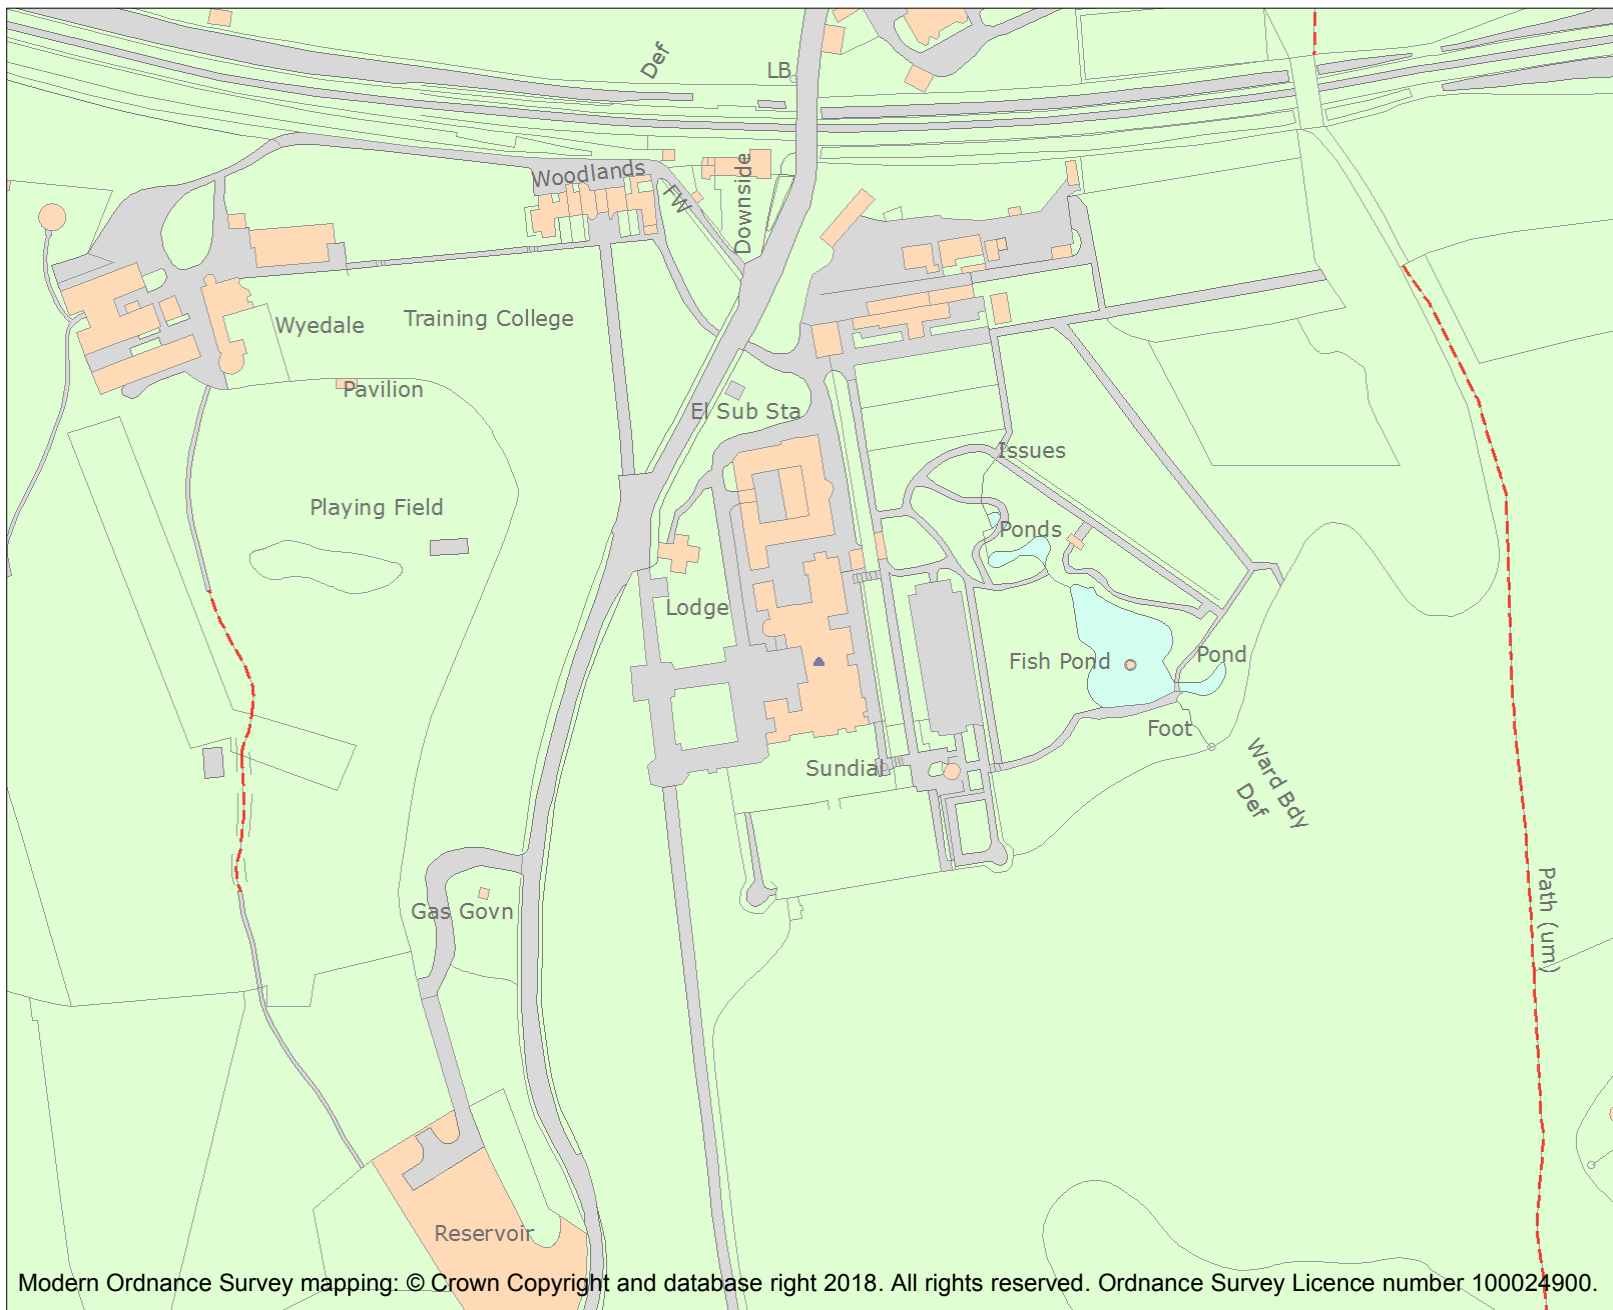 Def
LB
Woodlands
FW
Downside
Wyedale
Training College
Pavilion
El Sub Sta
Issues
Playing Field
Ponds
Lodge
Fish Pond
Pond
Foot
Sundial
Ward Bdy
Def
Path (um)
Gas Govn
Reservoir
Modern Ordnance Survey mapping: © Crown Copyright and database right 2018. All rights reserved. Ordnance Survey Licence number 100024900.